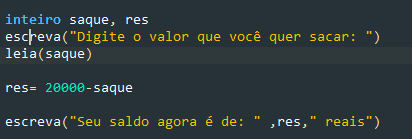 inteiro saque, res
escreva("Digite o valor que você quer sacar: ")
leia(saque)
res= 20000-saque
escreva("Seu saldo agora é de: " ,res," reais")